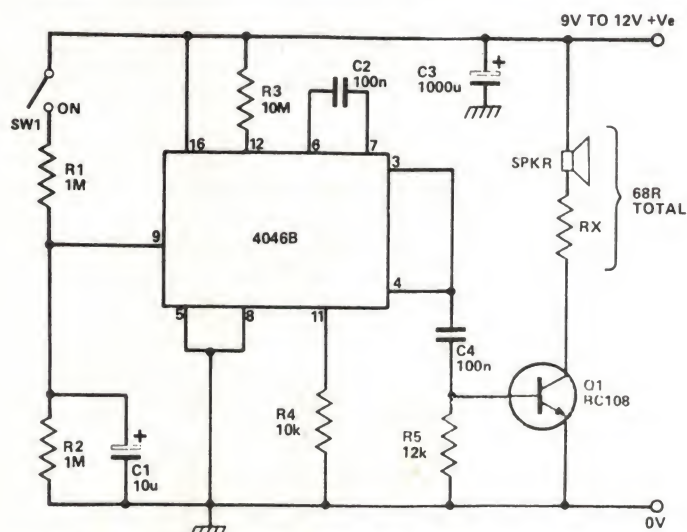 9V TO 12V +Ve
C2
100n
C3
1000u
+
R3
10M
SW1
ON
R1
1M
16
12
6
7
3
SPKR
RX
68R
TOTAL
9
4046B
4
5
8
11
C4
100n
Q1
BC108
R2
1M
+
C1
10u
R4
10k
R5
12k
0V